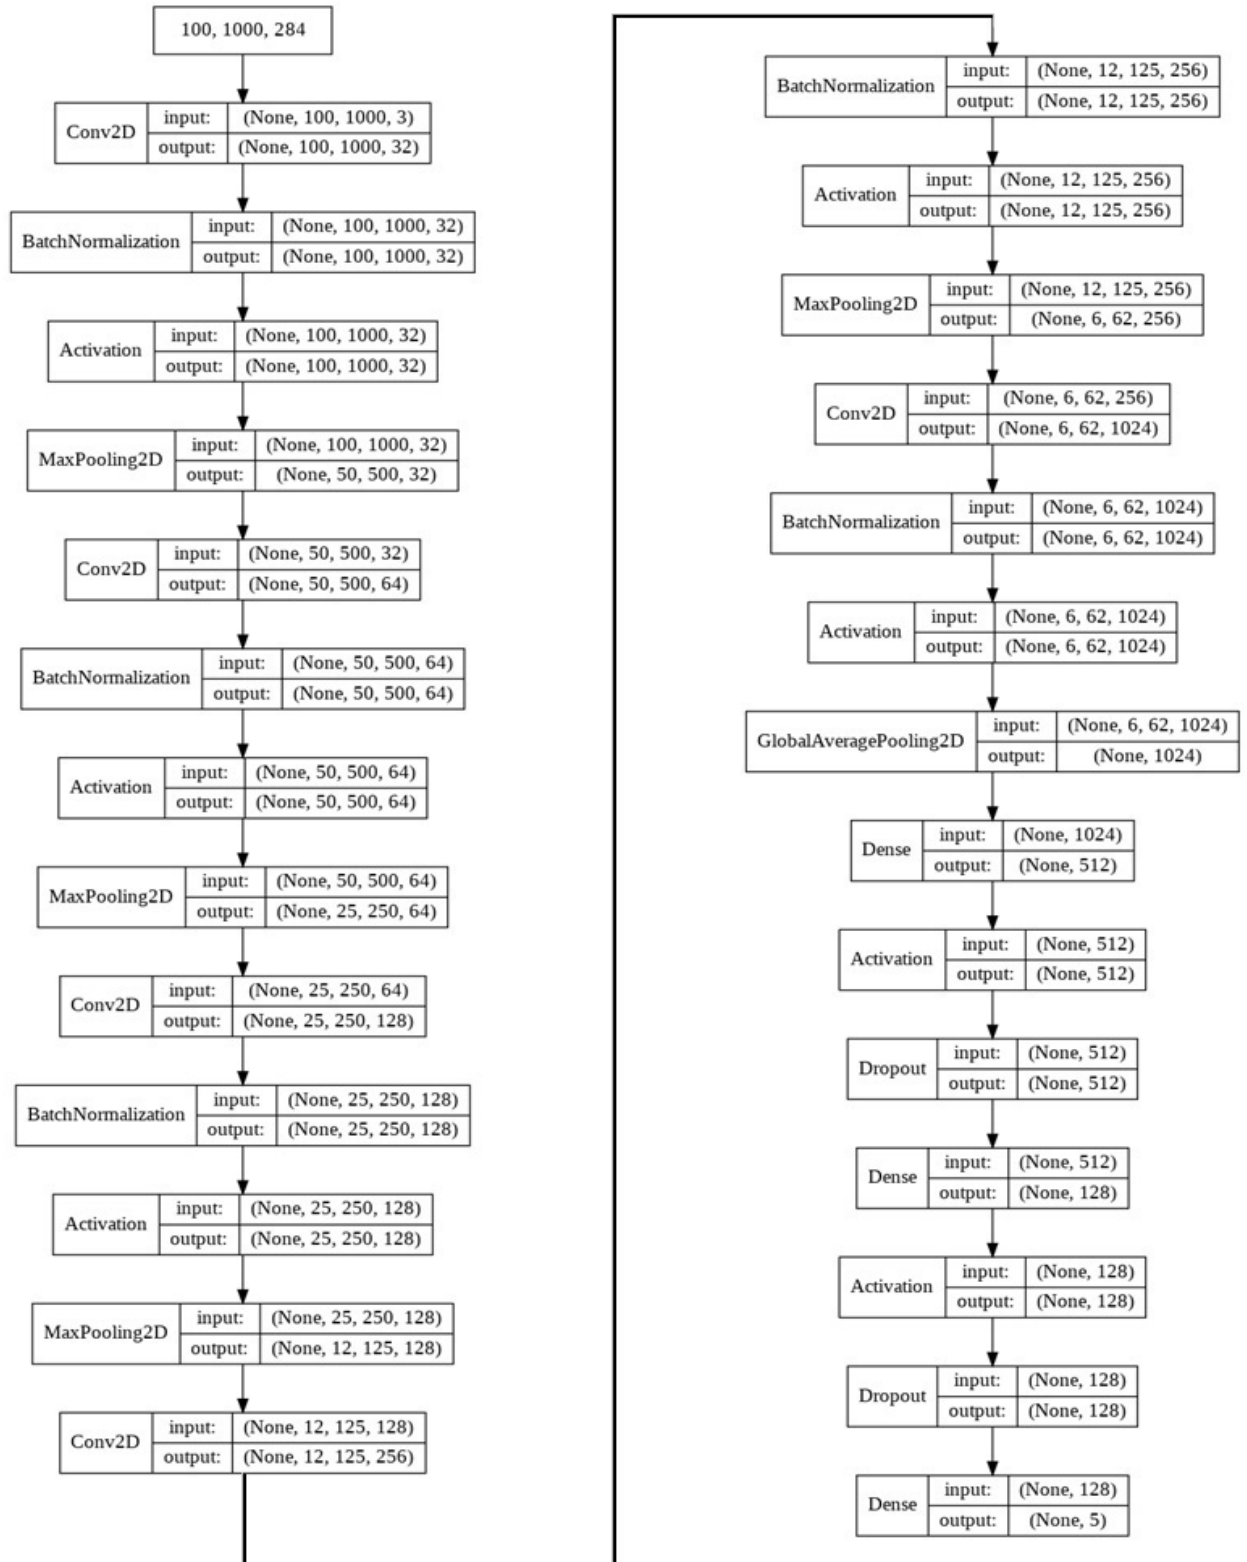 100, 1000, 284
Conv2D
input: (None, 100, 1000, 3)
output: (None, 100, 1000, 32)
BatchNormalization
input: (None, 100, 1000, 32)
output: (None, 100, 1000, 32)
Activation
input: (None, 100, 1000, 32)
output: (None, 100, 1000, 32)
MaxPooling2D
input: (None, 100, 1000, 32)
output: (None, 50, 500, 32)
Conv2D
input: (None, 50, 500, 32)
output: (None, 50, 500, 64)
BatchNormalization
input: (None, 50, 500, 64)
output: (None, 50, 500, 64)
Activation
input: (None, 50, 500, 64)
output: (None, 50, 500, 64)
MaxPooling2D
input: (None, 50, 500, 64)
output: (None, 25, 250, 64)
Conv2D
input: (None, 25, 250, 64)
output: (None, 25, 250, 128)
BatchNormalization
input: (None, 25, 250, 128)
output: (None, 25, 250, 128)
Activation
input: (None, 25, 250, 128)
output: (None, 25, 250, 128)
MaxPooling2D
input: (None, 25, 250, 128)
output: (None, 12, 125, 128)
Conv2D
input: (None, 12, 125, 128)
output: (None, 12, 125, 256)
BatchNormalization
input: (None, 12, 125, 256)
output: (None, 12, 125, 256)
Activation
input: (None, 12, 125, 256)
output: (None, 12, 125, 256)
MaxPooling2D
input: (None, 12, 125, 256)
output: (None, 6, 62, 256)
Conv2D
input: (None, 6, 62, 256)
output: (None, 6, 62, 1024)
BatchNormalization
input: (None, 6, 62, 1024)
output: (None, 6, 62, 1024)
Activation
input: (None, 6, 62, 1024)
output: (None, 6, 62, 1024)
GlobalAveragePooling2D
input: (None, 6, 62, 1024)
output: (None, 1024)
Dense
input: (None, 1024)
output: (None, 512)
Activation
input: (None, 512)
output: (None, 512)
Dropout
input: (None, 512)
output: (None, 512)
Dense
input: (None, 512)
output: (None, 128)
Activation
input: (None, 128)
output: (None, 128)
Dropout
input: (None, 128)
output: (None, 128)
Dense
input: (None, 128)
output: (None, 5)